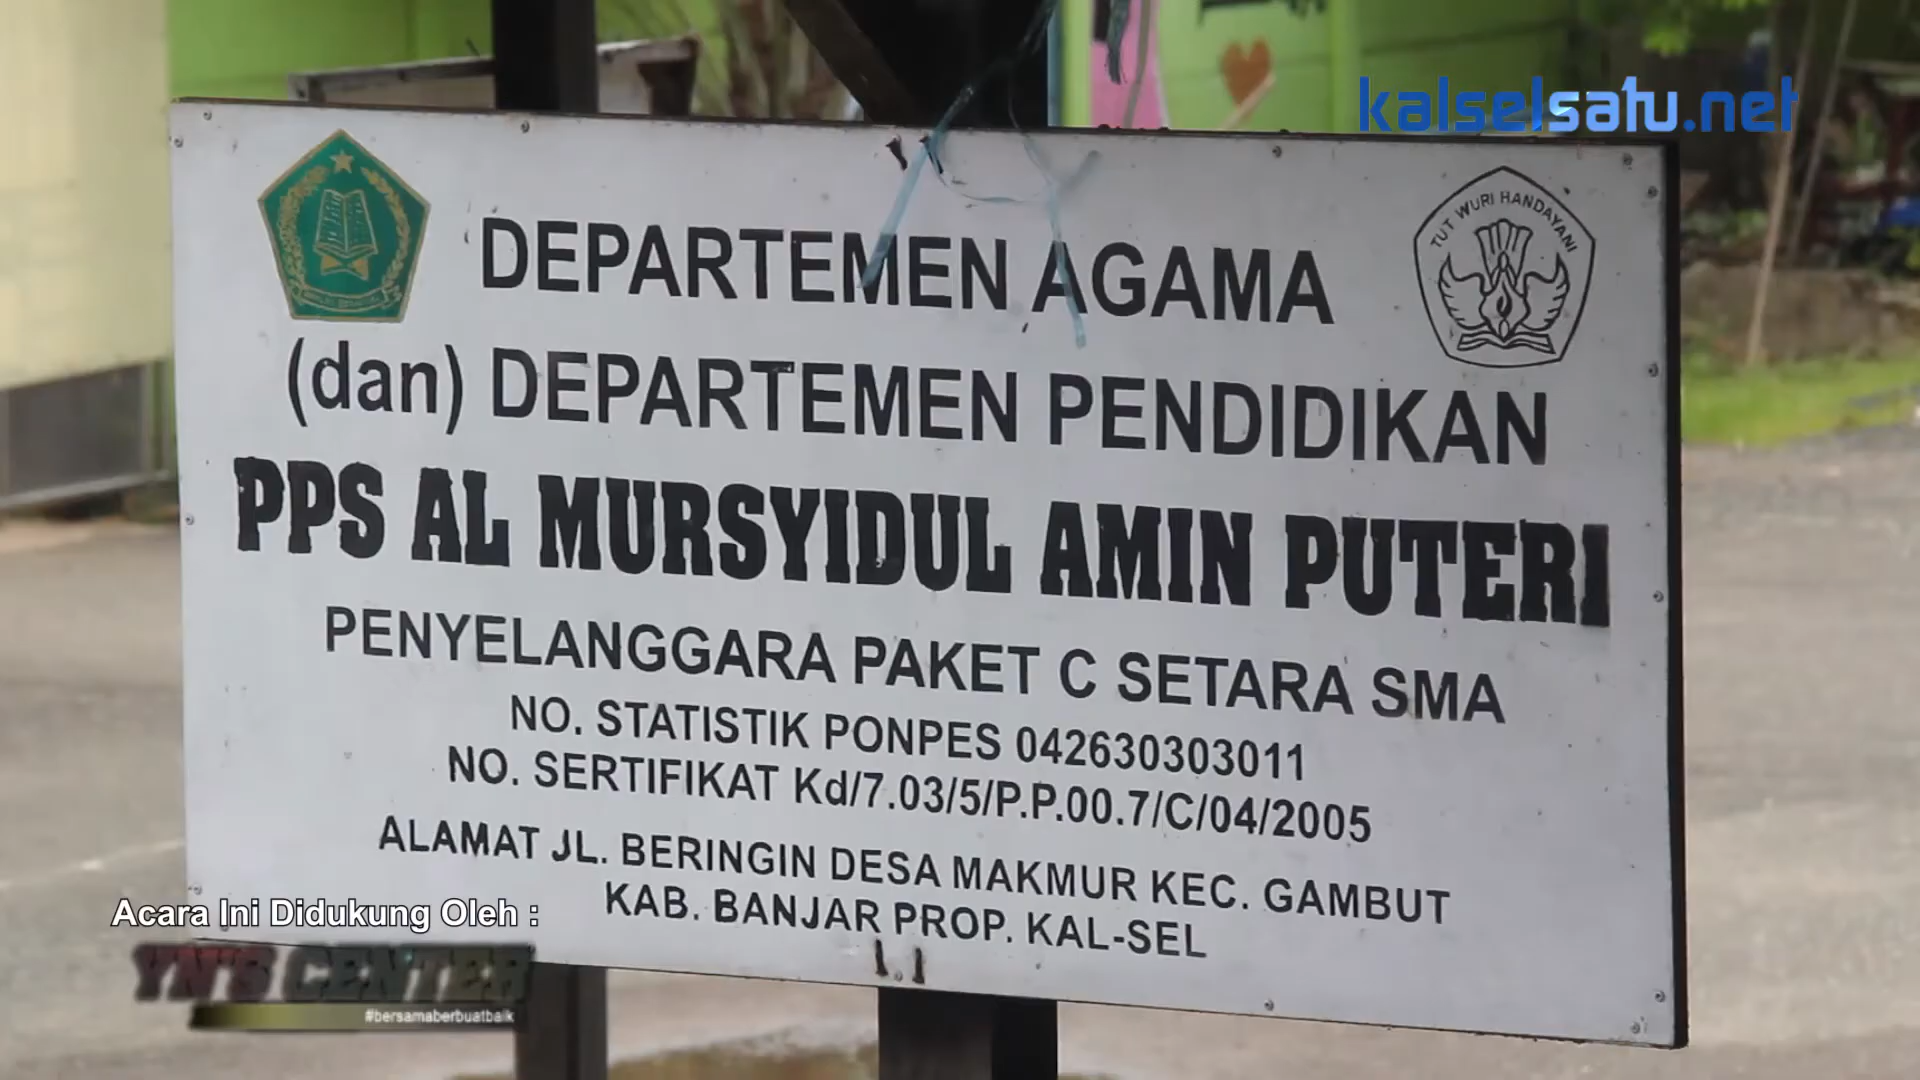 kalselsatu.net
TUT WURI HANDAYANI
DEPARTEMEN AGAMA
(dan) DEPARTEMEN PENDIDIKAN
PPS AL MURSYIDUL AMIN PUTERI
PENYELANGGARA PAKET C SETARA SMA
NO. STATISTIK PONPES 042630303011
NO. SERTIFIKAT Kd/7.03/5/P.P.00.7/C/04/2005
ALAMAT JL. BERINGIN DESA MAKMUR KEC. GAMBUT
KAB. BANJAR PROP. KAL-SEL
Acara Ini Didukung Oleh :
YN'S CENTER
#bersamaberbuatbaik